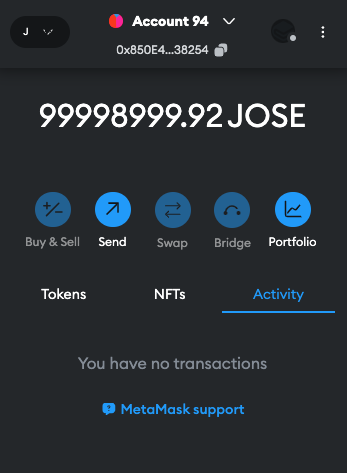 J
Account 94
0x850E4...38254
99998999.92 JOSE
Buy & Sell
Send
Swap
Bridge
Portfolio
Tokens
NFTs
Activity
You have no transactions
MetaMask support